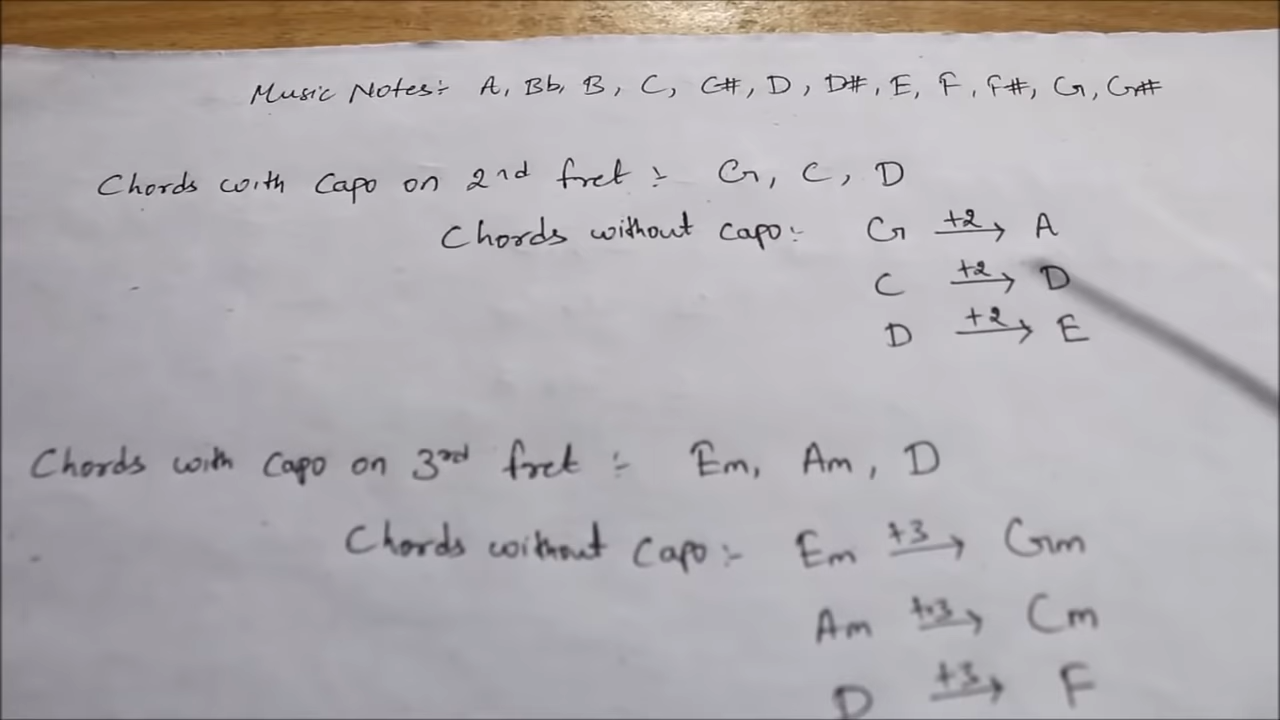 Music Notes:- A, Bb, B, C, C#, D, D#, E, F, F#, G, G#
Chords with Capo on 2nd fret :- G, C, D
Chords without capo:- G +2→ A
C +2→ D
D +2→ E
Chords with Capo on 3rd fret :- Em, Am, D
Chords without Capo:- Em +3→ Gm
Am +3→ Cm
D +3→ F